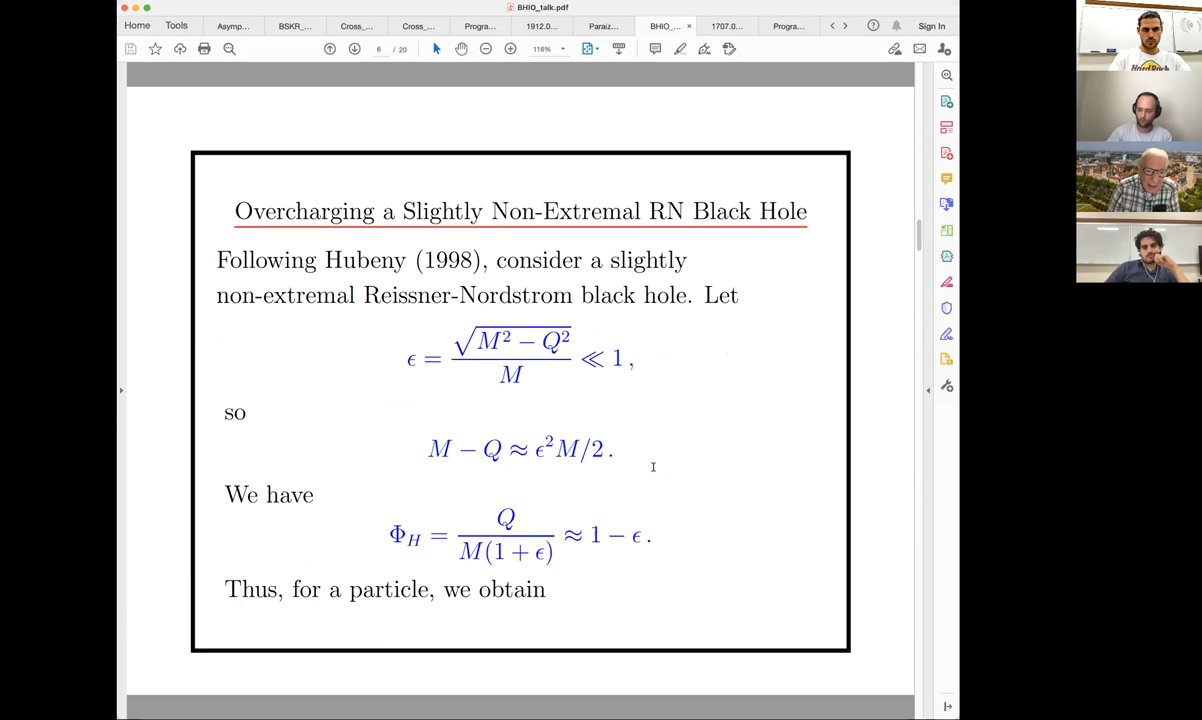 BHIO_talk.pdf
Home Tools Asymp... BSKR_... Cross_... Cross_... Progra... 1912.0... Paraiz... BHIO_... × 1707.0... Progra... Sign In
6 / 20 116%
Overcharging a Slightly Non-Extremal RN Black Hole
Following Hubeny (1998), consider a slightly
non-extremal Reissner-Nordstrom black hole. Let
ϵ = √(M² − Q²) / M ≪ 1 ,
so
M − Q ≈ ϵ²M/2 .
We have
Φ_H = Q / M(1 + ϵ) ≈ 1 − ϵ .
Thus, for a particle, we obtain